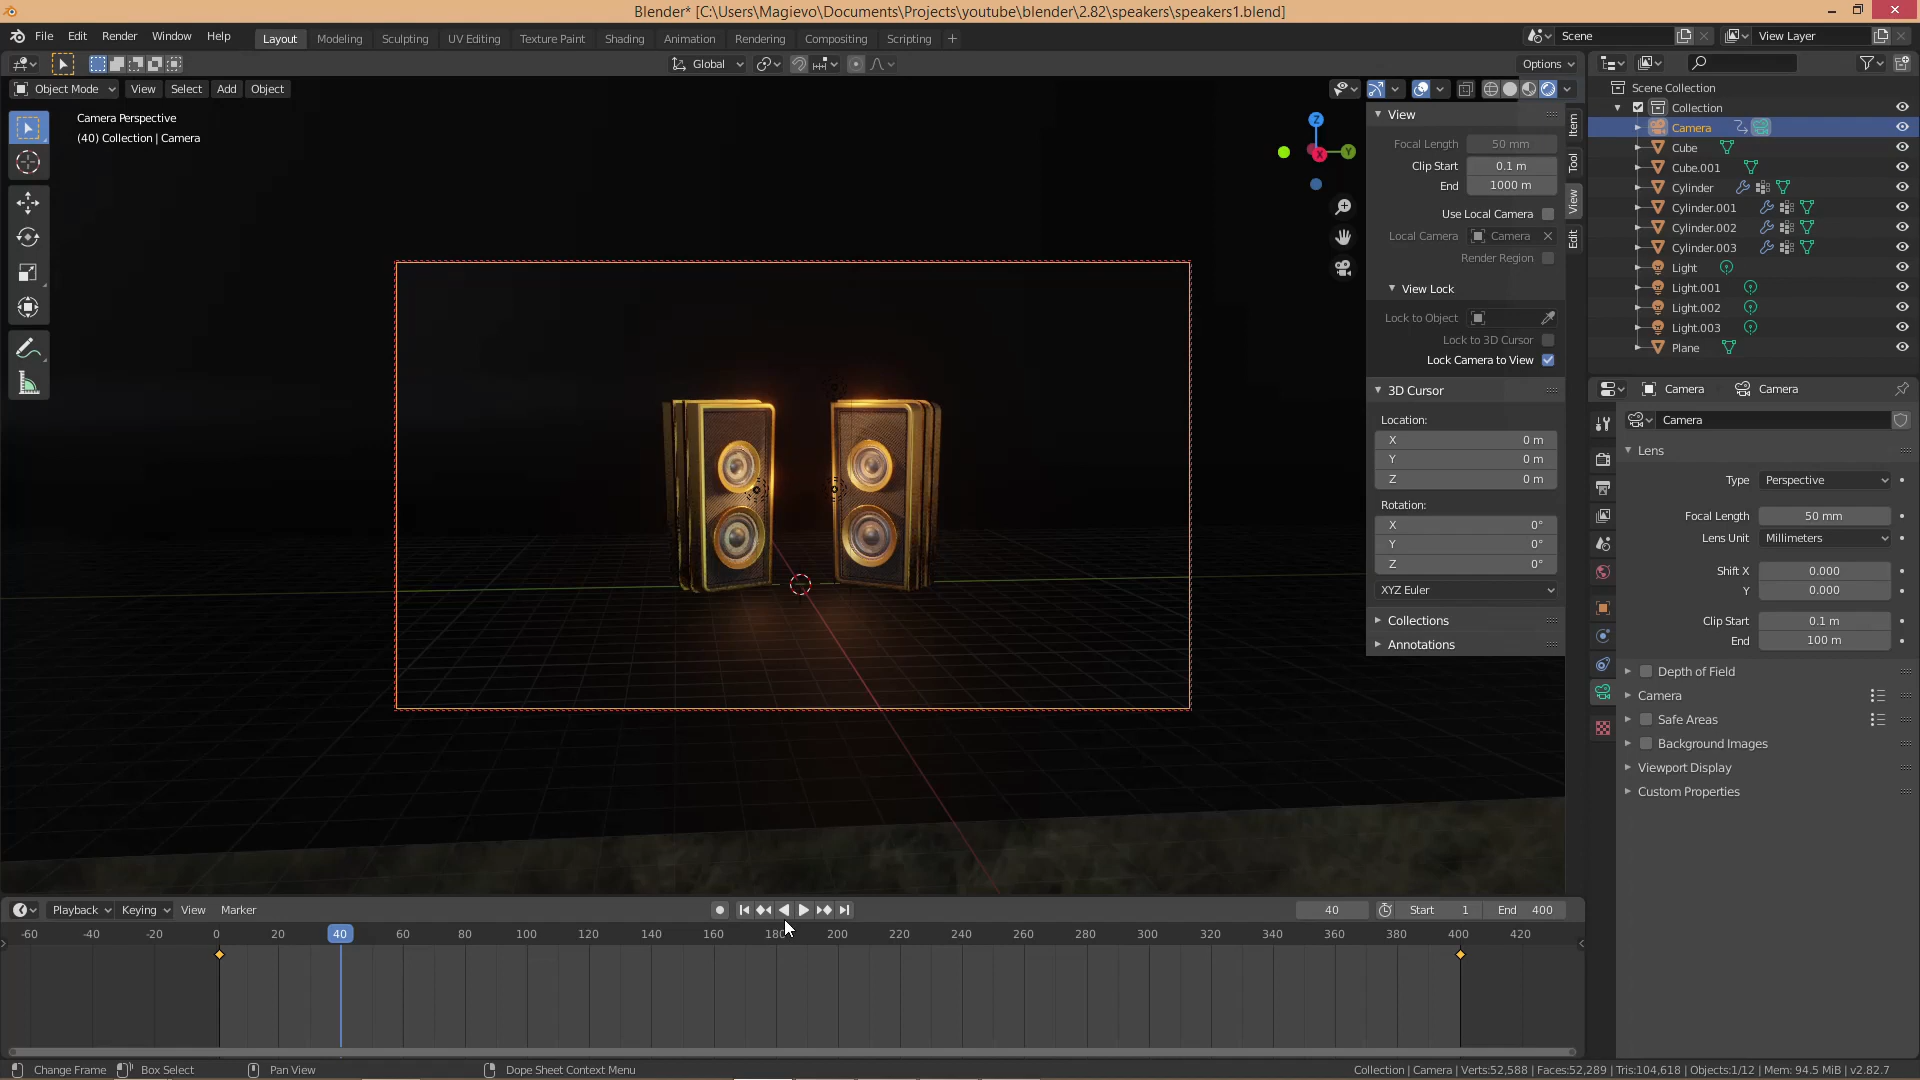 Blender* [C:\Users\Magievo\Documents\Projects\youtube\blender\2.82\speakers\speakers1.blend]
File Edit Render Window Help Layout Modeling Sculpting UV Editing Texture Paint Shading Animation Rendering Compositing Scripting + Scene View Layer
Global Options
Object Mode View Select Add Object
Camera Perspective
(40) Collection | Camera
Z
Y
X
View
Focal Length 50 mm
Clip Start 0.1 m
End 1000 m
Use Local Camera
Local Camera Camera
Render Region
View Lock
Lock to Object
Lock to 3D Cursor
Lock Camera to View
3D Cursor
Location:
X 0 m
Y 0 m
Z 0 m
Rotation:
X 0°
Y 0°
Z 0°
XYZ Euler
Collections
Annotations
Item
Tool
View
Edit
Scene Collection
Collection
Camera
Cube
Cube.001
Cylinder
Cylinder.001
Cylinder.002
Cylinder.003
Light
Light.001
Light.002
Light.003
Plane
Camera Camera
Camera
Lens
Type Perspective
Focal Length 50 mm
Lens Unit Millimeters
Shift X 0.000
Y 0.000
Clip Start 0.1 m
End 100 m
Depth of Field
Camera
Safe Areas
Background Images
Viewport Display
Custom Properties
Playback Keying View Marker 40 Start 1 End 400
-60 -40 -20 0 20 40 60 80 100 120 140 160 180 200 220 240 260 280 300 320 340 360 380 400 420
Change Frame Box Select Pan View Dope Sheet Context Menu Collection | Camera | Verts:52,588 | Faces:52,289 | Tris:104,618 | Objects:1/12 | Mem: 94.5 MiB | v2.82.7